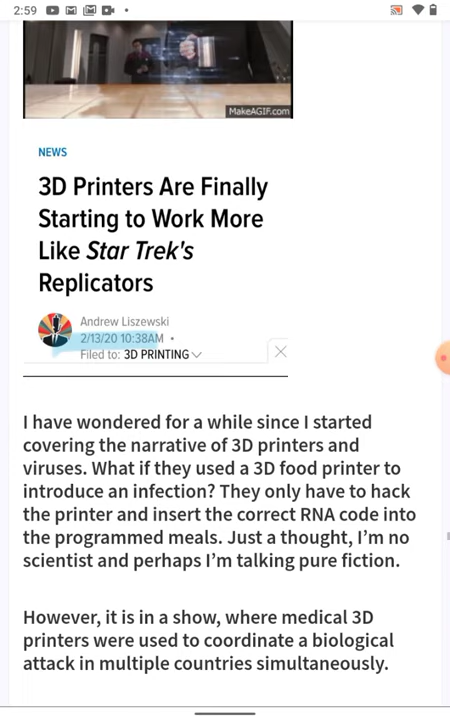 2:59
MakeAGIF.com
NEWS
3D Printers Are Finally
Starting to Work More
Like Star Trek's
Replicators
Andrew Liszewski
2/13/20 10:38AM •
Filed to: 3D PRINTING
I have wondered for a while since I started
covering the narrative of 3D printers and
viruses. What if they used a 3D food printer to
introduce an infection? They only have to hack
the printer and insert the correct RNA code into
the programmed meals. Just a thought, I'm no
scientist and perhaps I'm talking pure fiction.
However, it is in a show, where medical 3D
printers were used to coordinate a biological
attack in multiple countries simultaneously.